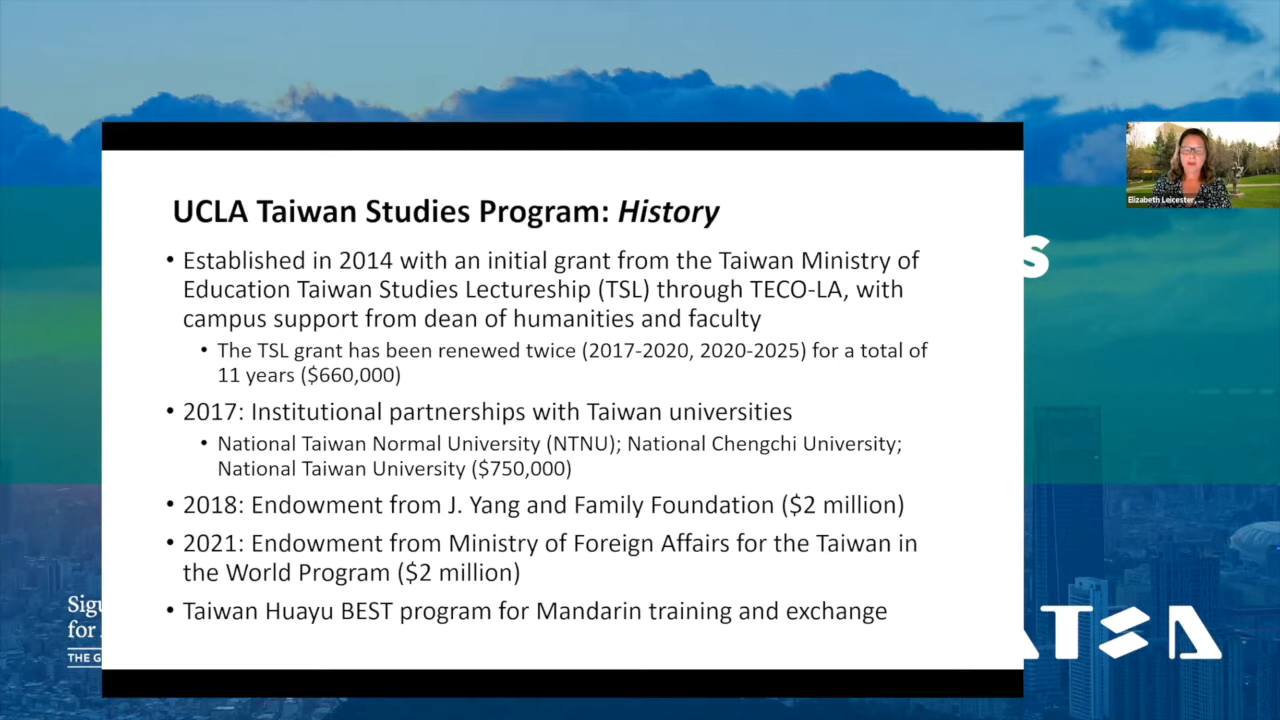 UCLA Taiwan Studies Program: History
• Established in 2014 with an initial grant from the Taiwan Ministry of
Education Taiwan Studies Lectureship (TSL) through TECO-LA, with
campus support from dean of humanities and faculty
• The TSL grant has been renewed twice (2017-2020, 2020-2025) for a total of
11 years ($660,000)
• 2017: Institutional partnerships with Taiwan universities
• National Taiwan Normal University (NTNU); National Chengchi University;
National Taiwan University ($750,000)
• 2018: Endowment from J. Yang and Family Foundation ($2 million)
• 2021: Endowment from Ministry of Foreign Affairs for the Taiwan in
the World Program ($2 million)
• Taiwan Huayu BEST program for Mandarin training and exchange
Elizabeth Leicester, ...
s
Sigu
for
THE G
ATSA